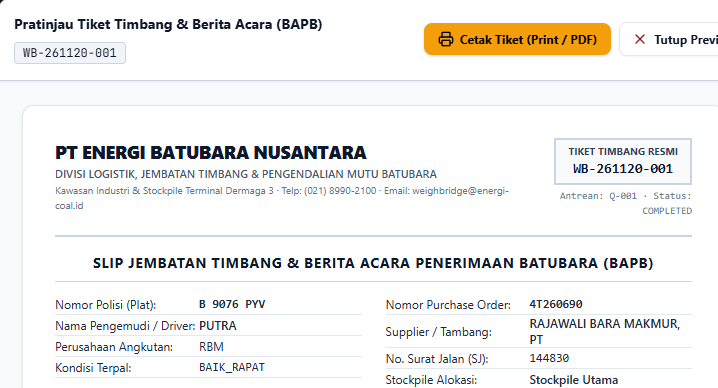 Pratinjau Tiket Timbang & Berita Acara (BAPB)
WB-261120-001
Cetak Tiket (Print / PDF)
Tutup Previ
PT ENERGI BATUBARA NUSANTARA
DIVISI LOGISTIK, JEMBATAN TIMBANG & PENGENDALIAN MUTU BATUBARA
Kawasan Industri & Stockpile Terminal Dermaga 3 · Telp: (021) 8990-2100 · Email: weighbridge@energi-
coal.id
TIKET TIMBANG RESMI
WB-261120-001
Antrean: Q-001 · Status:
COMPLETED
SLIP JEMBATAN TIMBANG & BERITA ACARA PENERIMAAN BATUBARA (BAPB)
Nomor Polisi (Plat): B 9076 PYV
Nama Pengemudi / Driver: PUTRA
Perusahaan Angkutan: RBM
Kondisi Terpal: BAIK_RAPAT
Nomor Purchase Order: 4T260690
Supplier / Tambang: RAJAWALI BARA MAKMUR,
PT
No. Surat Jalan (SJ): 144830
Stockpile Alokasi: Stockpile Utama